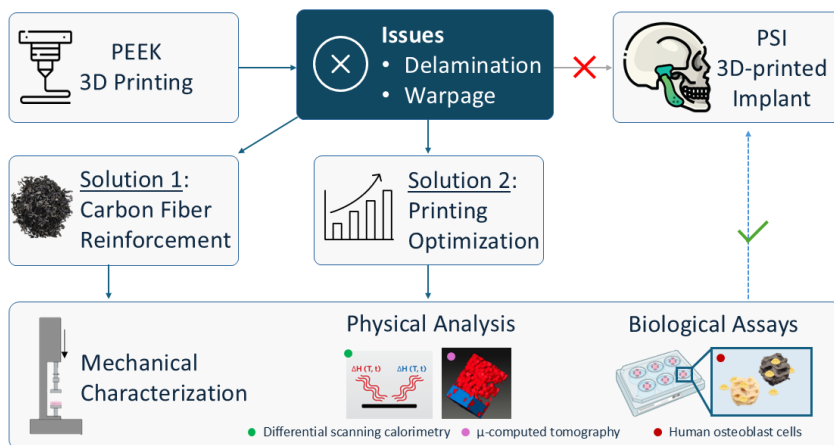 PEEK
3D Printing
Issues
• Delamination
• Warpage
PSI
3D-printed
Implant
Solution 1:
Carbon Fiber
Reinforcement
Solution 2:
Printing
Optimization
Mechanical
Characterization
Physical Analysis
ΔH (T, t) ΔH (T, t)
Biological Assays
Differential scanning calorimetry
μ-computed tomography
Human osteoblast cells